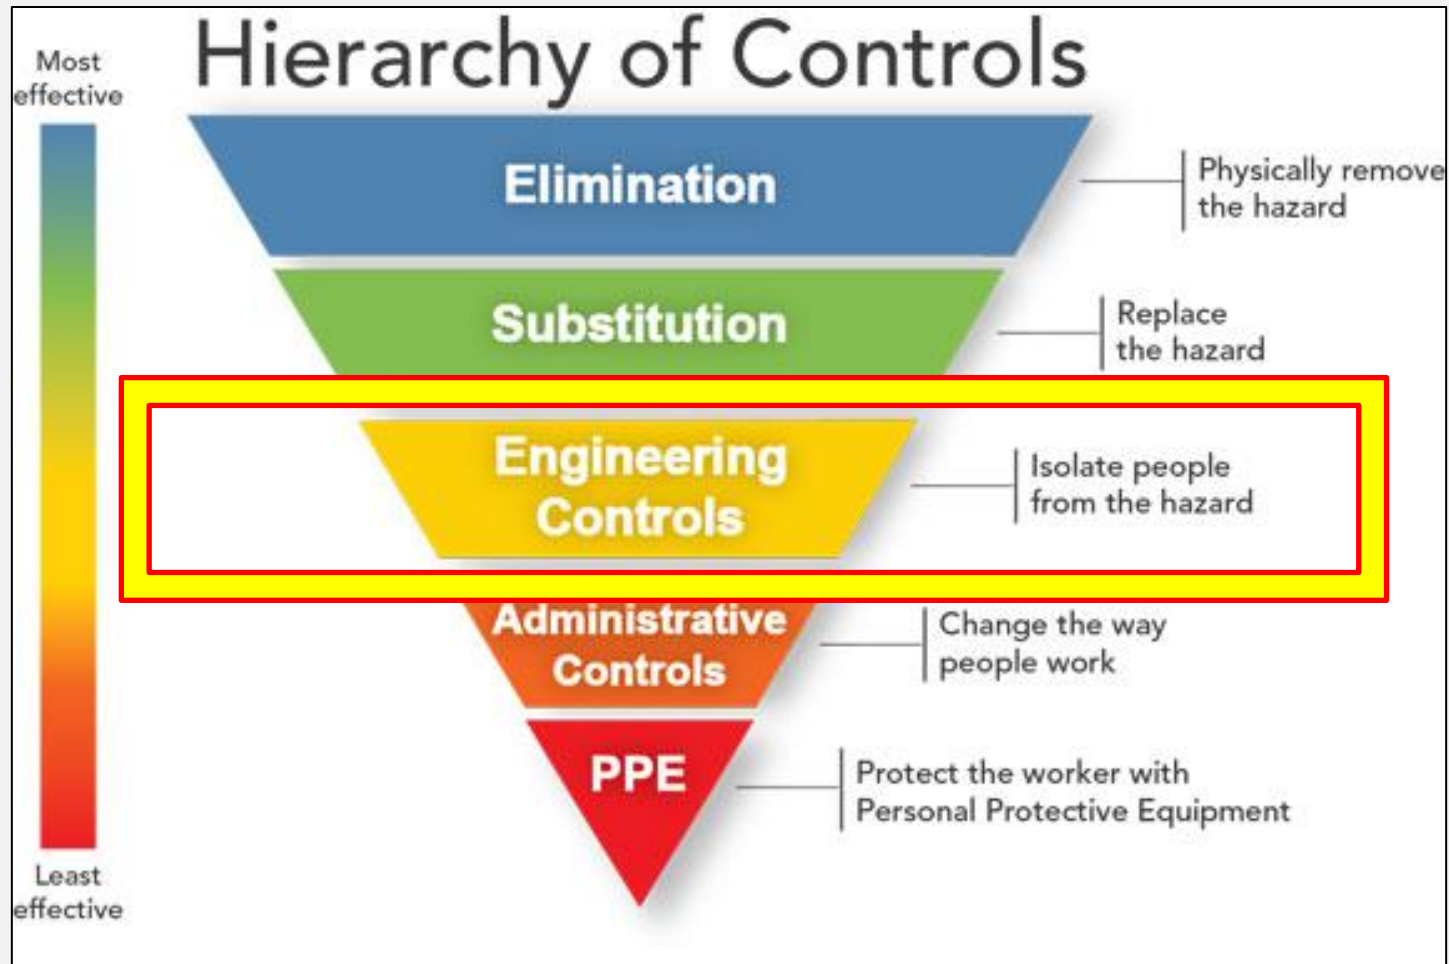 Hierarchy of Controls
Most
effective
Elimination
Physically remove
the hazard
Substitution
Replace
the hazard
Engineering
Controls
Isolate people
from the hazard
Administrative
Controls
Change the way
people work
PPE
Protect the worker with
Personal Protective Equipment
Least
effective